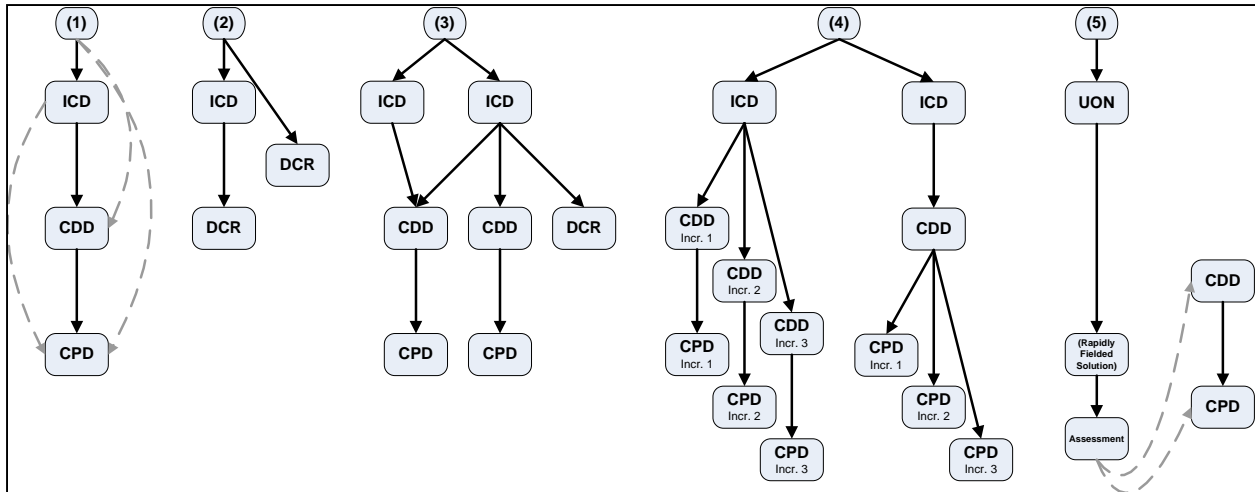 (1)
ICD
CDD
CPD
(2)
ICD
DCR
DCR
(3)
ICD
ICD
CDD
CDD
DCR
CPD
CPD
(4)
ICD
ICD
CDD
Incr. 1
CDD
Incr. 2
CDD
Incr. 3
CPD
Incr. 1
CPD
Incr. 2
CPD
Incr. 3
CDD
CPD
Incr. 1
CPD
Incr. 2
CPD
Incr. 3
(5)
UON
(Rapidly
Fielded
Solution)
Assessment
CDD
CPD